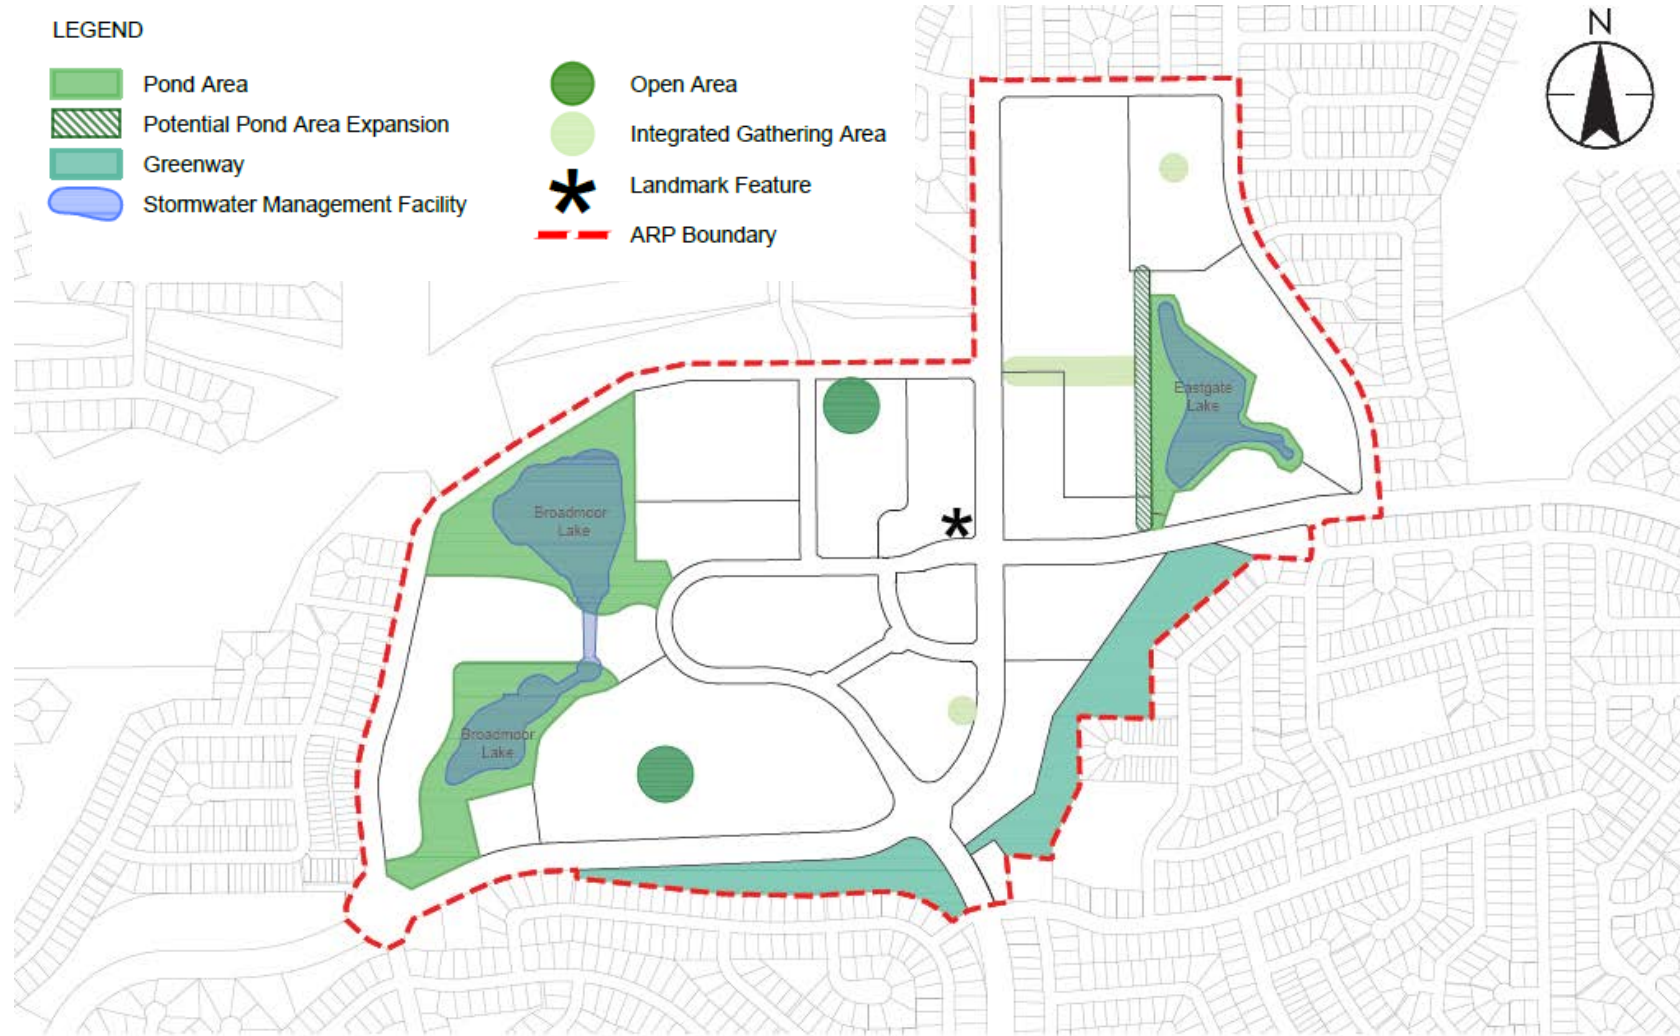 LEGEND
Pond Area
Potential Pond Area Expansion
Greenway
Stormwater Management Facility
Open Area
Integrated Gathering Area
Landmark Feature
ARP Boundary
N
Eastgate
Lake
Broadmoor
Lake
Broadmoor
Lake